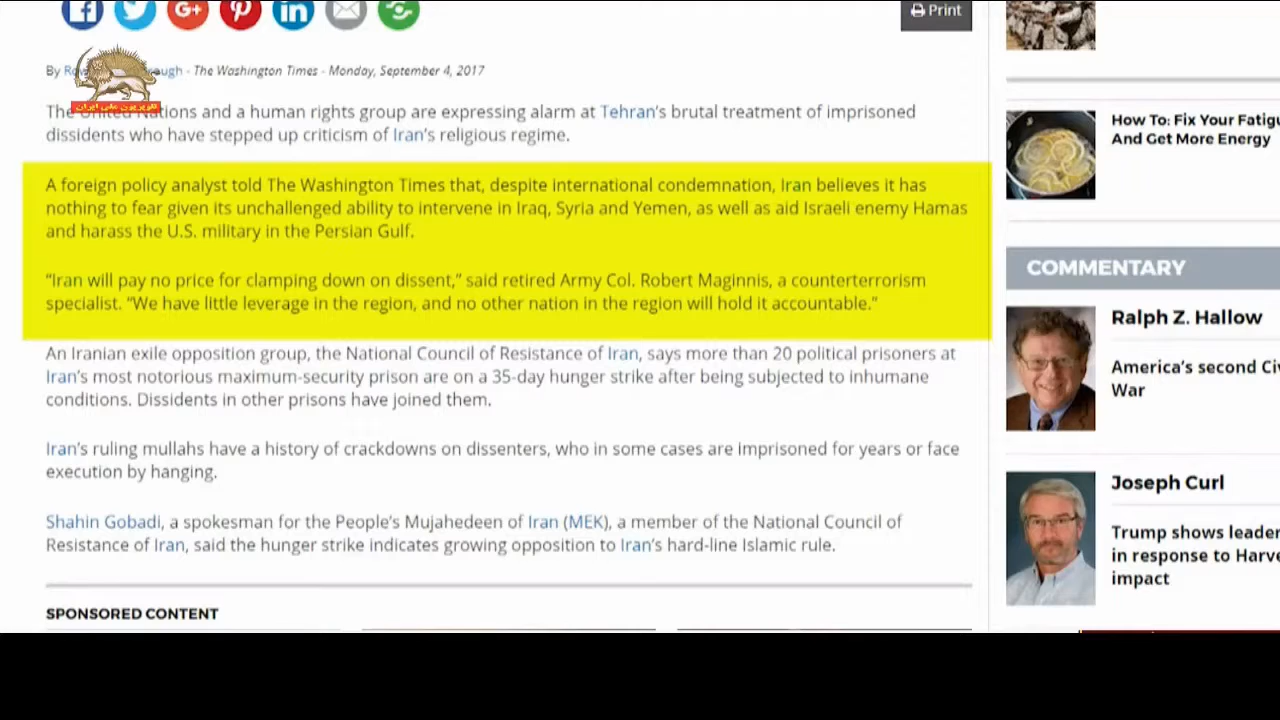 Print
By Ro ugh - The Washington Times - Monday, September 4, 2017
تلویزیون ملی ایران
The United Nations and a human rights group are expressing alarm at Tehran's brutal treatment of imprisoned
dissidents who have stepped up criticism of Iran's religious regime.
A foreign policy analyst told The Washington Times that, despite international condemnation, Iran believes it has
nothing to fear given its unchallenged ability to intervene in Iraq, Syria and Yemen, as well as aid Israeli enemy Hamas
and harass the U.S. military in the Persian Gulf.
“Iran will pay no price for clamping down on dissent,” said retired Army Col. Robert Maginnis, a counterterrorism
specialist. “We have little leverage in the region, and no other nation in the region will hold it accountable.”
An Iranian exile opposition group, the National Council of Resistance of Iran, says more than 20 political prisoners at
Iran's most notorious maximum-security prison are on a 35-day hunger strike after being subjected to inhumane
conditions. Dissidents in other prisons have joined them.
Iran's ruling mullahs have a history of crackdowns on dissenters, who in some cases are imprisoned for years or face
execution by hanging.
Shahin Gobadi, a spokesman for the People's Mujahedeen of Iran (MEK), a member of the National Council of
Resistance of Iran, said the hunger strike indicates growing opposition to Iran's hard-line Islamic rule.
SPONSORED CONTENT
How To: Fix Your Fatigu
And Get More Energy
COMMENTARY
Ralph Z. Hallow
America's second Civ
War
Joseph Curl
Trump shows leader
in response to Harve
impact